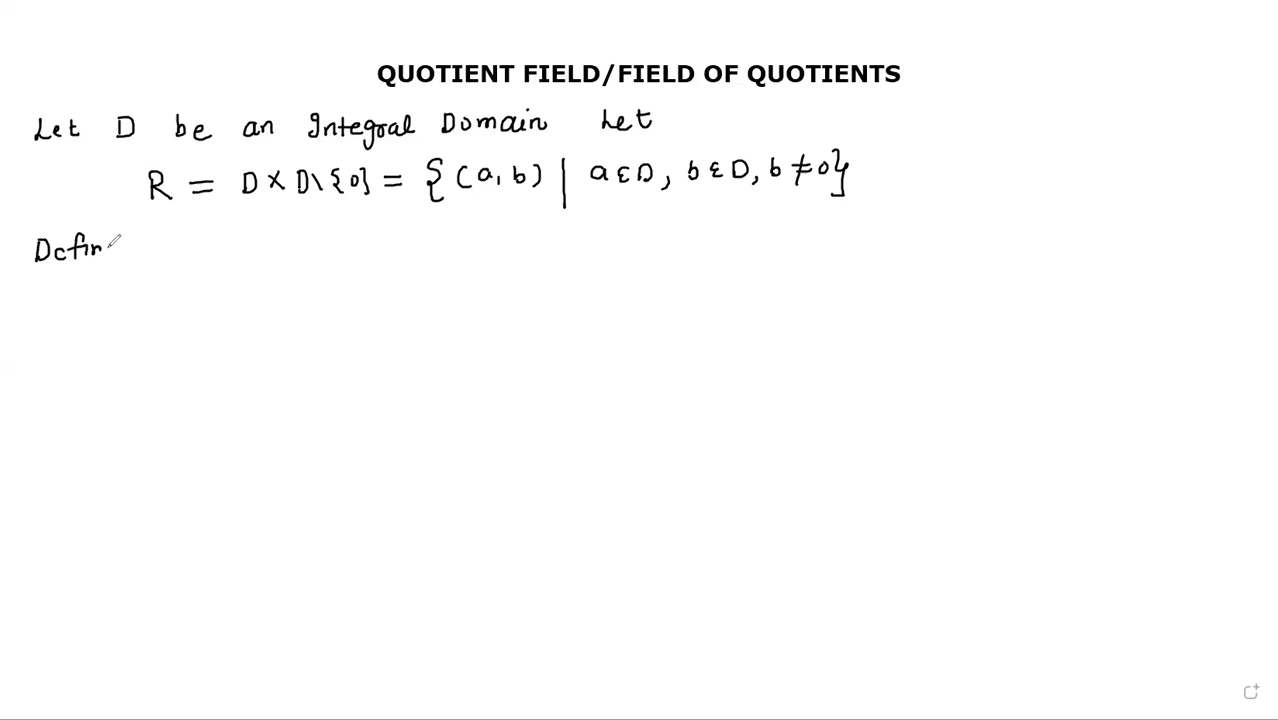 QUOTIENT FIELD/FIELD OF QUOTIENTS
Let D be an Integral Domain Let
R = D × D\{0} = {(a, b) | a ∈ D, b ∈ D, b ≠ 0}
Defin